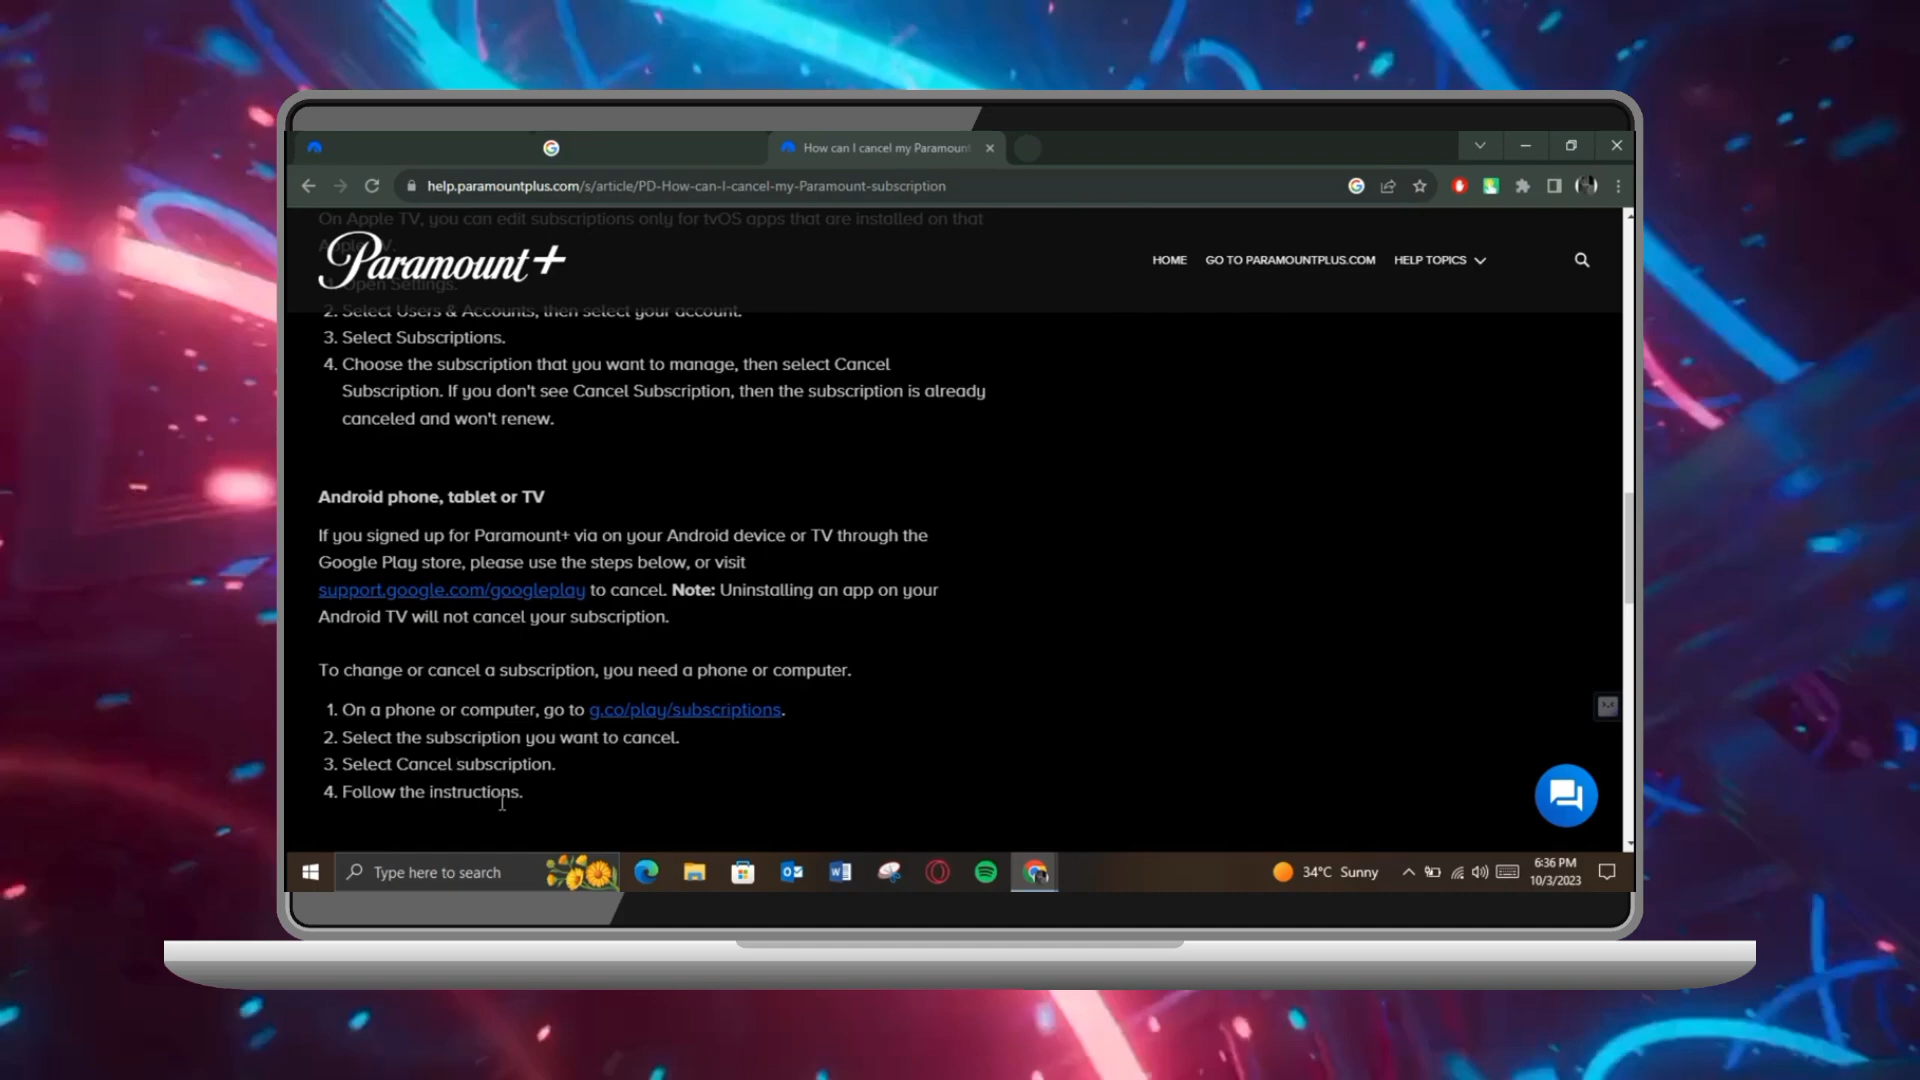 How can I cancel my Paramount
help.paramountplus.com/s/article/PD-How-can-I-cancel-my-Paramount-subscription
On Apple TV, you can edit subscriptions only for tvOS apps that are installed on that
Apple TV.
Paramount+
HOME GO TO PARAMOUNTPLUS.COM HELP TOPICS
1. Open Settings.
2. Select Users & Accounts, then select your account.
3. Select Subscriptions.
4. Choose the subscription that you want to manage, then select Cancel
Subscription. If you don't see Cancel Subscription, then the subscription is already
canceled and won't renew.
Android phone, tablet or TV
If you signed up for Paramount+ via on your Android device or TV through the
Google Play store, please use the steps below, or visit
support.google.com/googleplay to cancel. Note: Uninstalling an app on your
Android TV will not cancel your subscription.
To change or cancel a subscription, you need a phone or computer.
1. On a phone or computer, go to g.co/play/subscriptions.
2. Select the subscription you want to cancel.
3. Select Cancel subscription.
4. Follow the instructions.
Type here to search
34°C Sunny
6:36 PM
10/3/2023